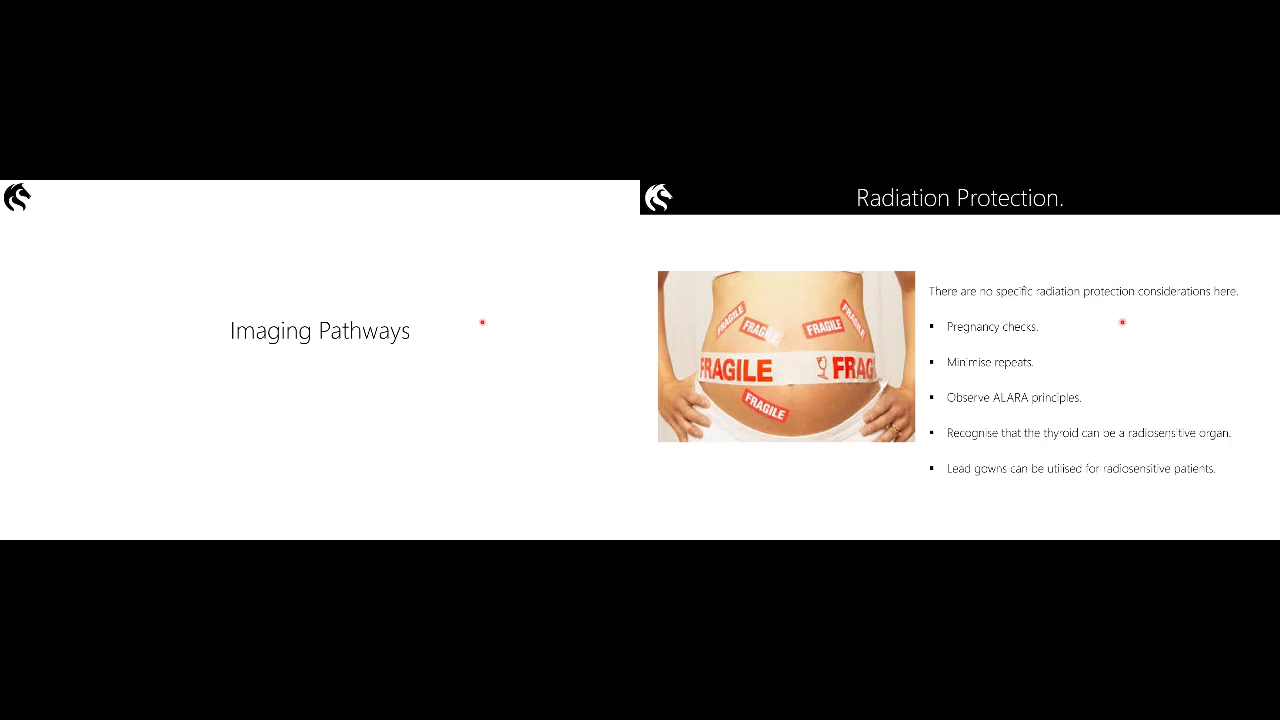 Imaging Pathways
Radiation Protection.
FRAGILE
FRAGILE
FRAGILE
FRAGILE
FRAGILE
FRAG
FRAGILE
There are no specific radiation protection considerations here.
▪ Pregnancy checks.
▪ Minimise repeats.
▪ Observe ALARA principles.
▪ Recognise that the thyroid can be a radiosensitive organ.
▪ Lead gowns can be utilised for radiosensitive patients.